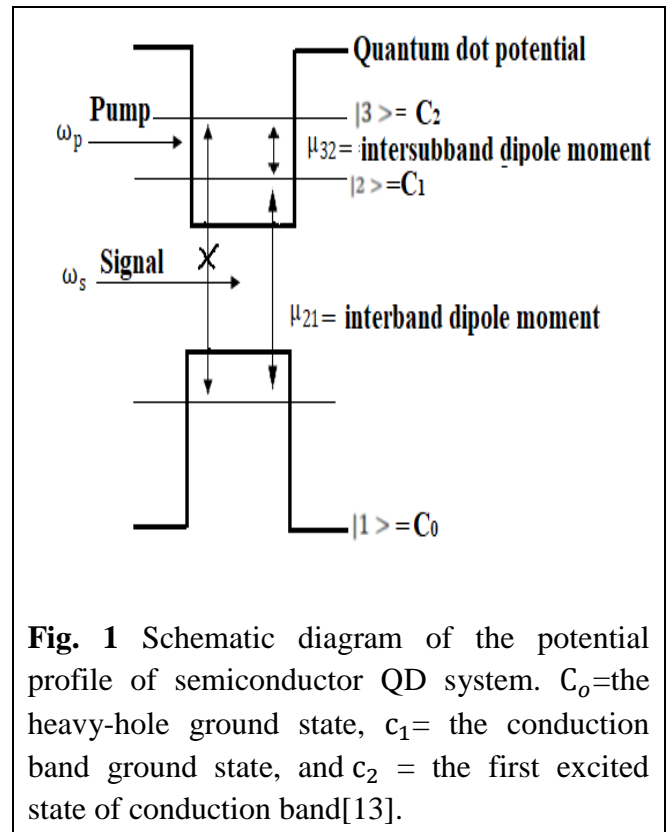 Quantum dot potential
Pump
|3 > = C₂
ωₚ
μ₃₂= intersubband dipole moment
|2 > =C₁
Signal
ωₛ
μ₂₁= interband dipole moment
|1 > =C₀
Fig. 1 Schematic diagram of the potential
profile of semiconductor QD system. Cₒ=the
heavy-hole ground state, c₁= the conduction
band ground state, and c₂ = the first excited
state of conduction band[13].